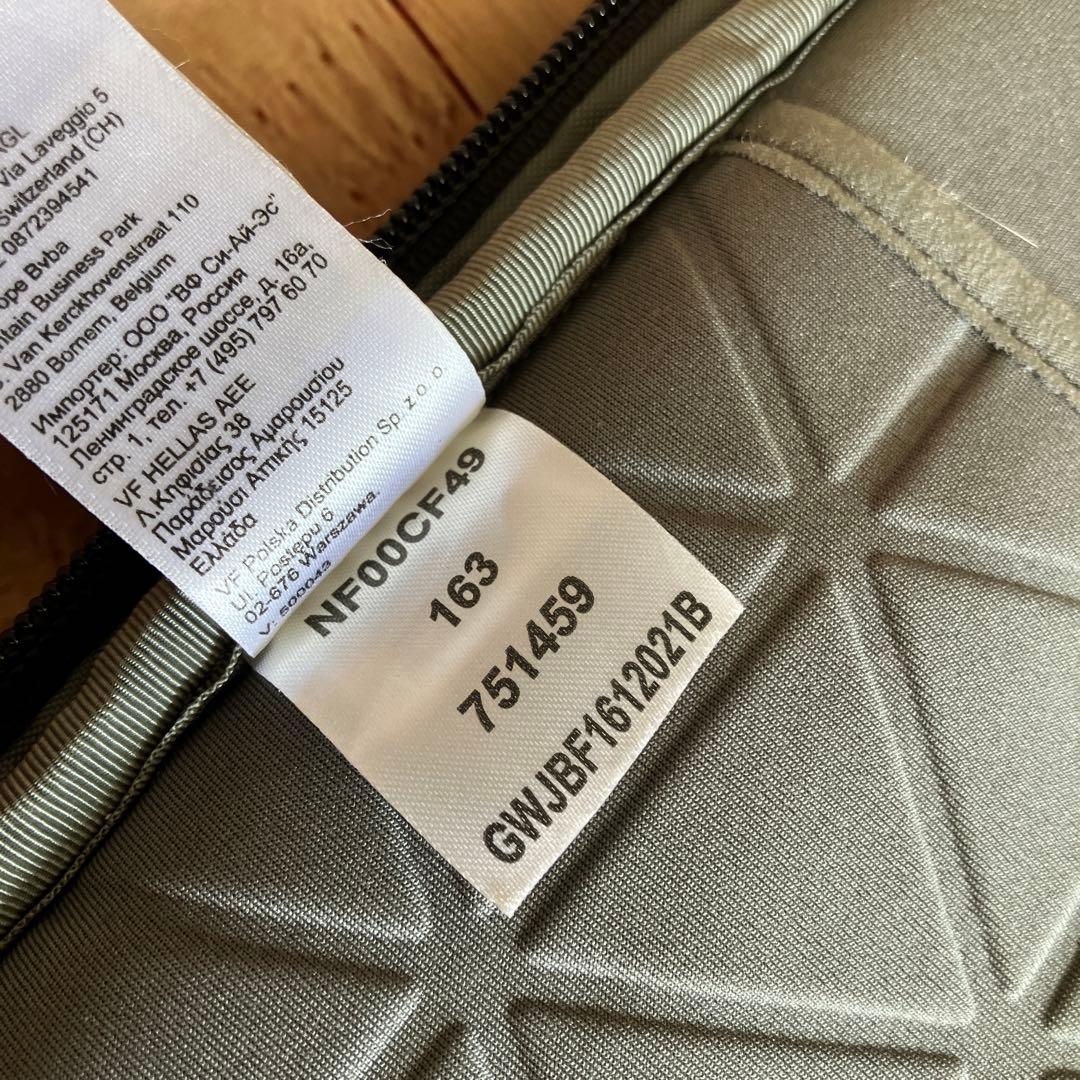 GI.
Via Laveggio 5
Switzerland (CH)
0872394541
ope Bvba
ntain Business Park
Van Kerckhovenstraat 110
2880 Bornem, Belgium
Импортер: ООО "ВФ Си-Ай-Эс"
125171 Москва, Россия
Ленинградское шоссе, д. 16а,
стр. 1, тел. +7 (495) 797 60 70
VF HELLAS AEE
Λ.Κηφισίας 38
Παράδεισος Αμαρουσίου
Μαρούσι Αττικής 15125
Ελλάδα
VF Polska Distribution Sp z o o
Ul. Postepu 6
02-676 Warszawa.
V: 500043
NF00CF49
163
751459
GWJBF1612021B